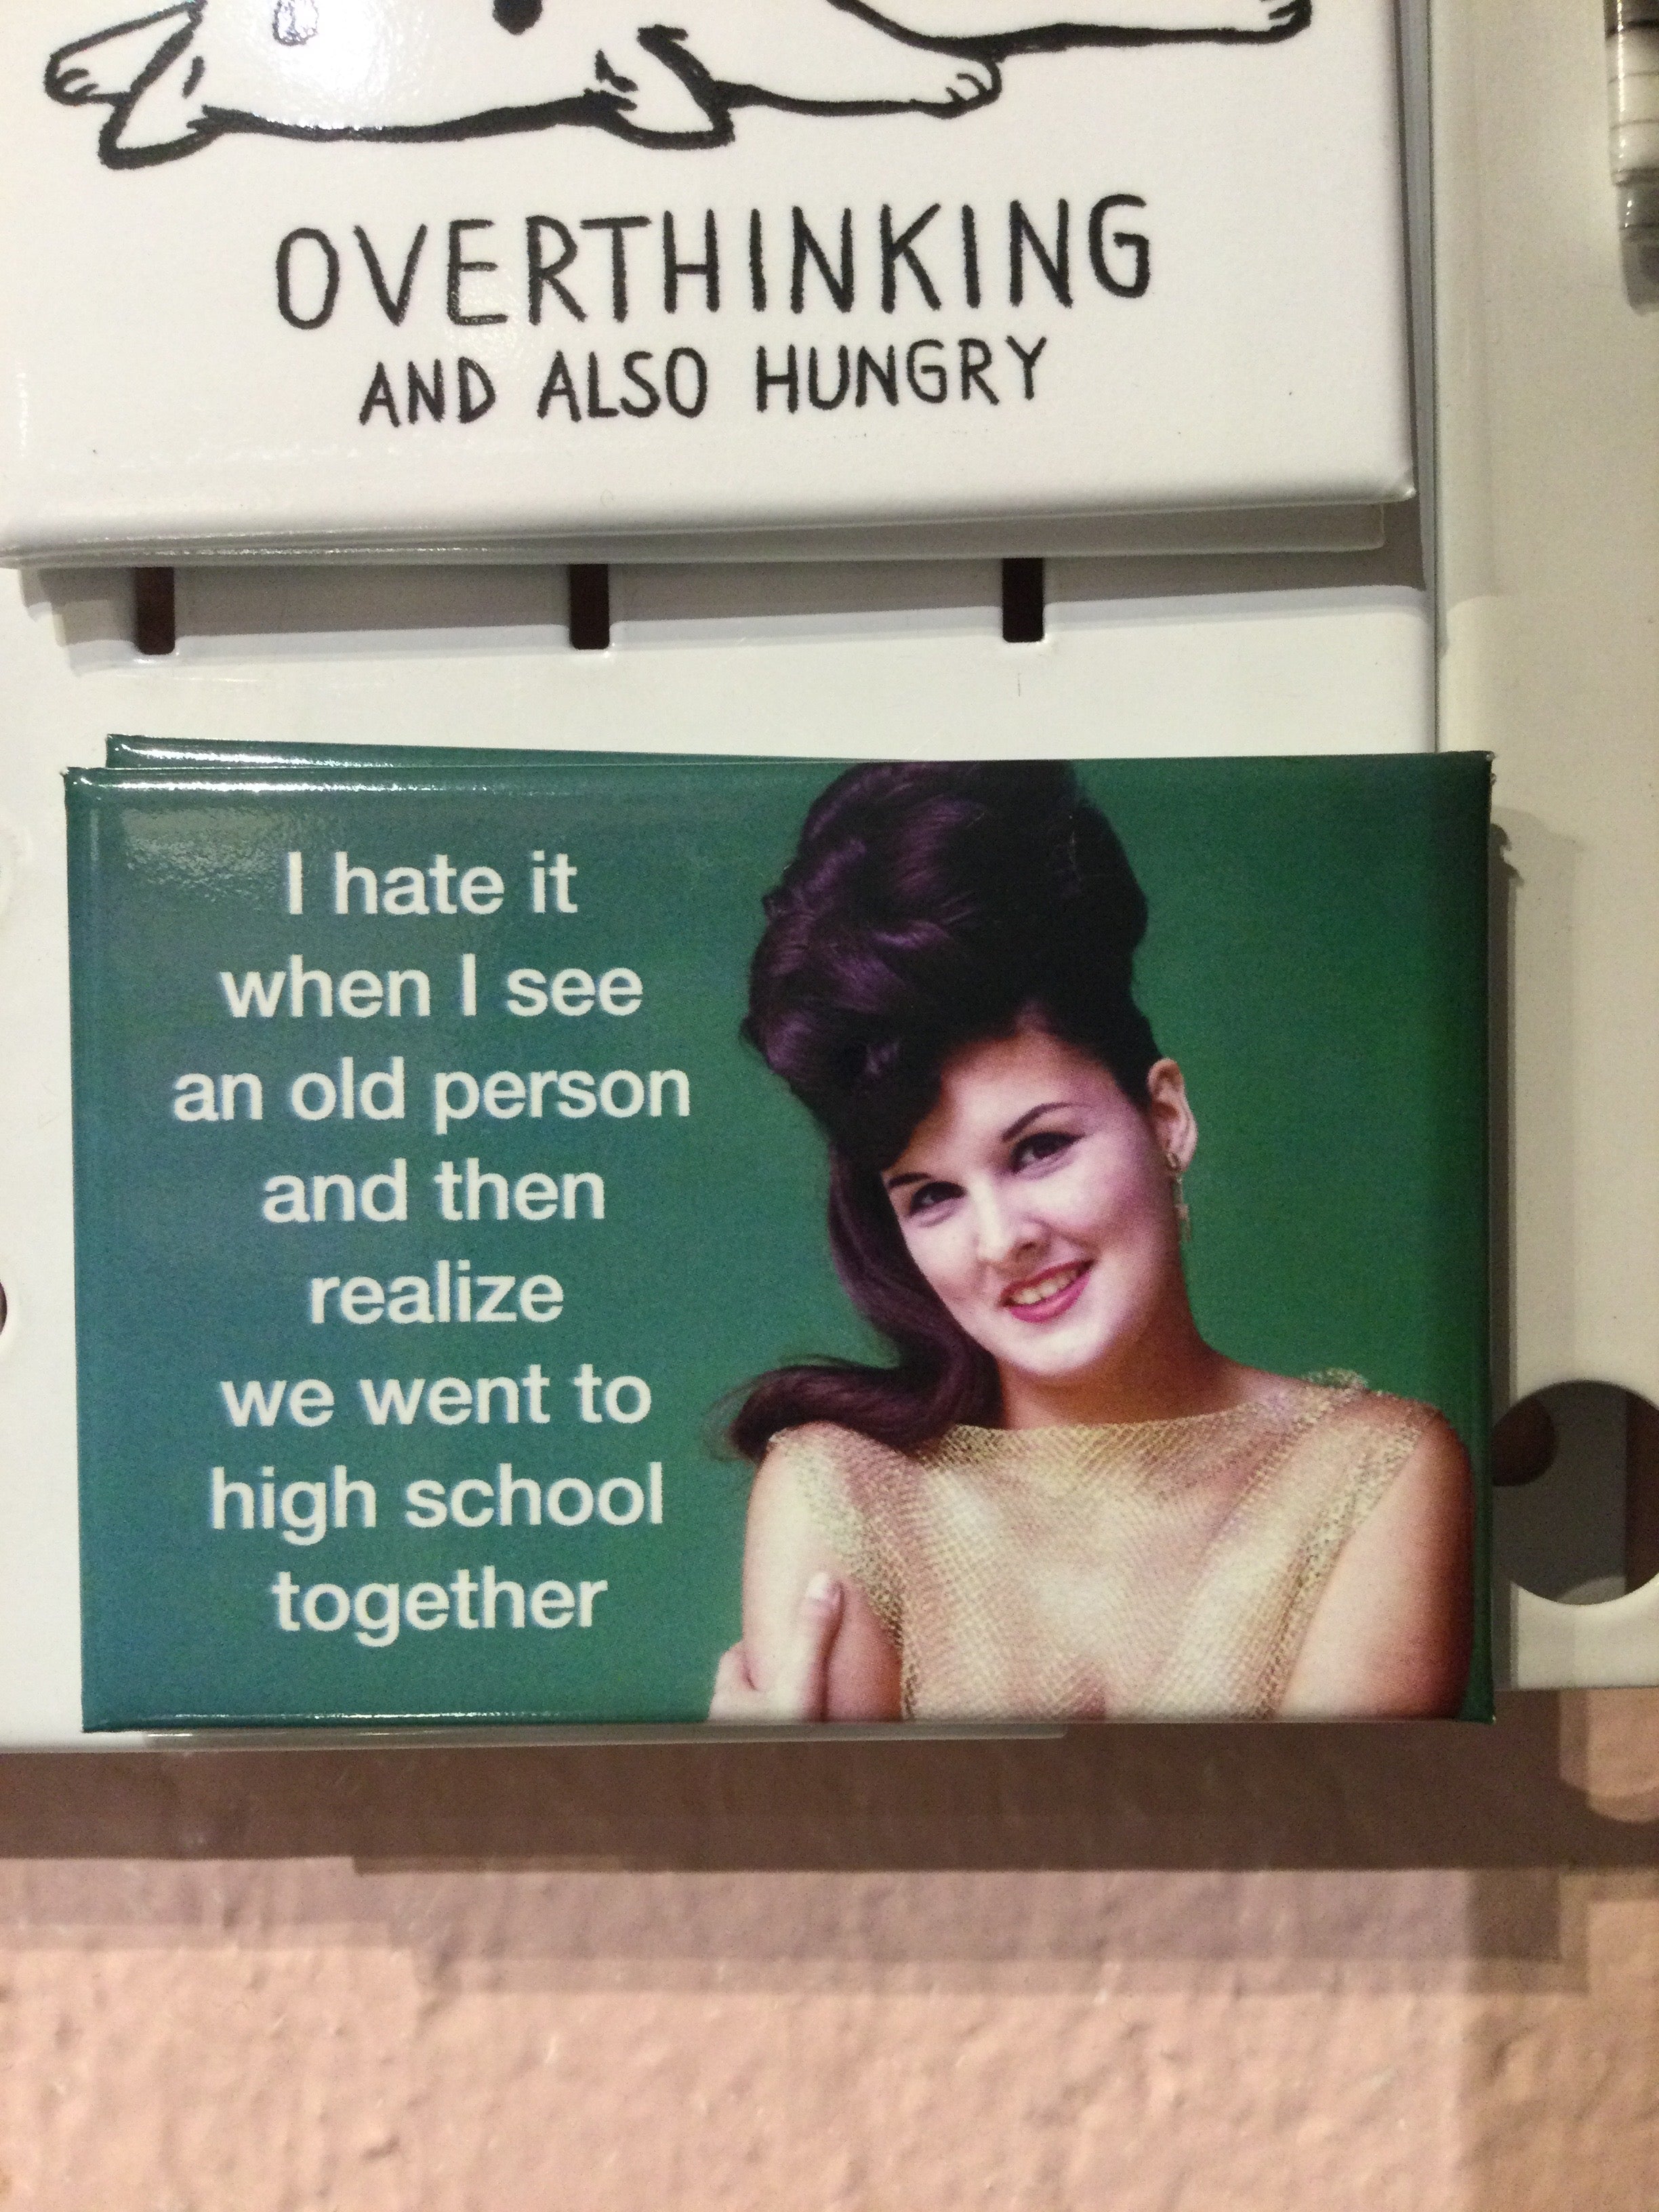 OVERTHINKING
AND ALSO HUNGRY
I hate it
when I see
an old person
and then
realize
we went to
high school
together